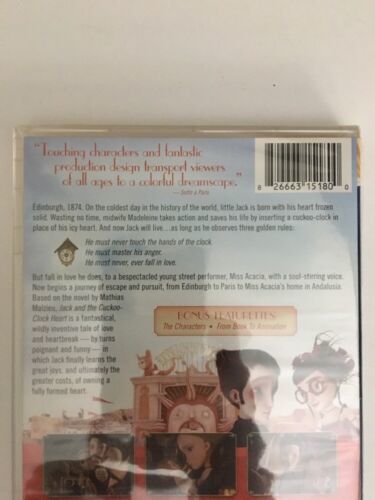 "Touching characters and fantastic
production design transport viewers
of all ages to a colorful dreamscape."
— Sortir à Paris
8 26663 15180 0
Edinburgh, 1874. On the coldest day in the history of the world, little Jack is born with his heart frozen
solid. Wasting no time, midwife Madeleine takes action and saves his life by inserting a cuckoo-clock in
place of his icy heart. And now Jack will live...as long as he observes three golden rules:
He must never touch the hands of the clock.
He must master his anger.
He must never, ever fall in love.
But fall in love he does, to a bespectacled young street performer, Miss Acacia, with a soul-stirring voice.
Now begins a journey of escape and pursuit, from Edinburgh to Paris to Miss Acacia's home in Andalusia.
Based on the novel by Mathias
Malzieu, Jack and the Cuckoo-
Clock Heart is a fantastical,
wildly inventive tale of love
and heartbreak — by turns
poignant and funny — in
which Jack finally learns the
great joys, and ultimately the
greater costs, of owning a
fully formed heart.
BONUS FEATURETTES:
The Characters • From Book To Animation